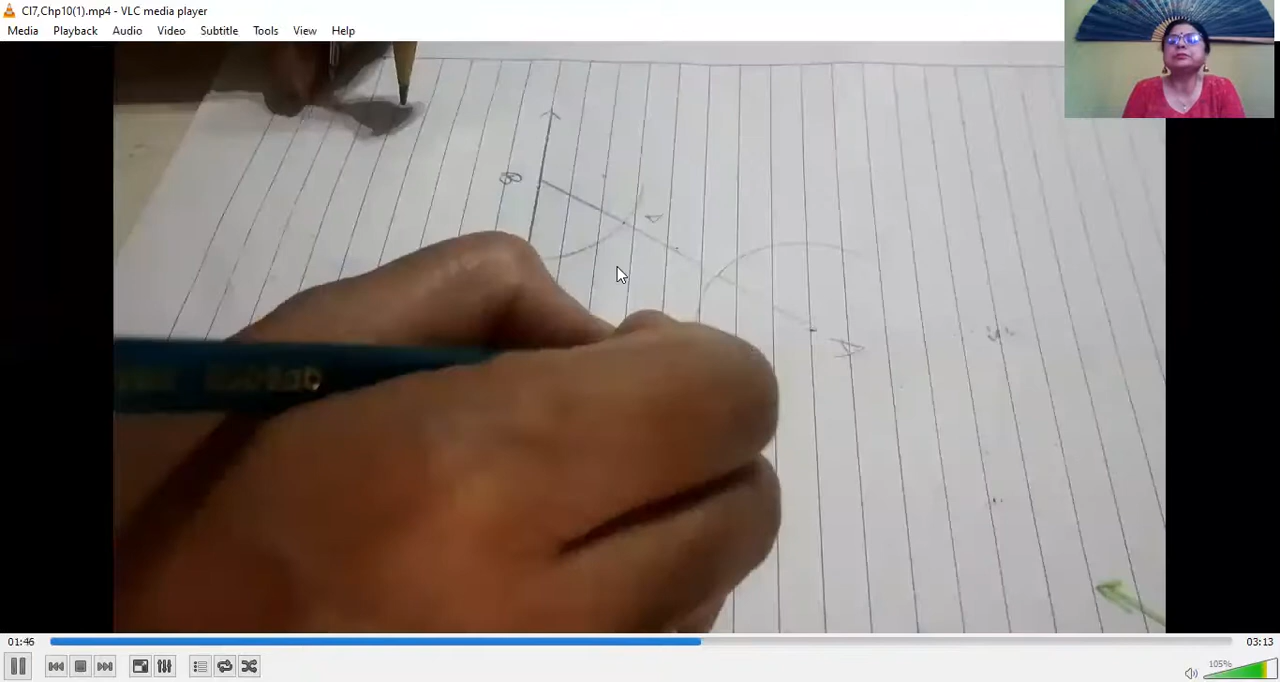 Cl7,Chp10(1).mp4 - VLC media player
Media Playback Audio Video Subtitle Tools View Help
B
A
01:46
03:13
105%